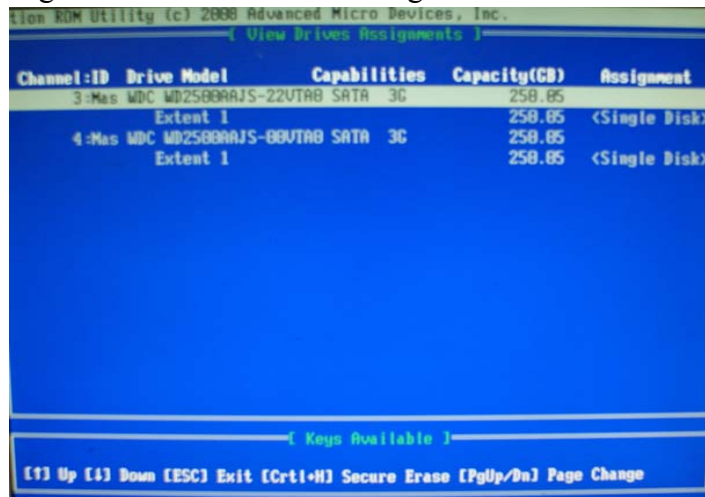 tion ROM Utility (c) 2008 Advanced Micro Devices, Inc.
[ View Drives Assignments ]
Channel:ID Drive Model Capabilities Capacity(GB) Assignment
3:Mas WDC WD2500AAJS-22VTA0 SATA 3G 250.05
Extent 1 250.05 <Single Disk>
4:Mas WDC WD2500AAJS-00VTA0 SATA 3G 250.05
Extent 1 250.05 <Single Disk>
[ Keys Available ]
[↑] Up [↓] Down [ESC] Exit [Crtl+H] Secure Erase [PgUp/Dn] Page Change